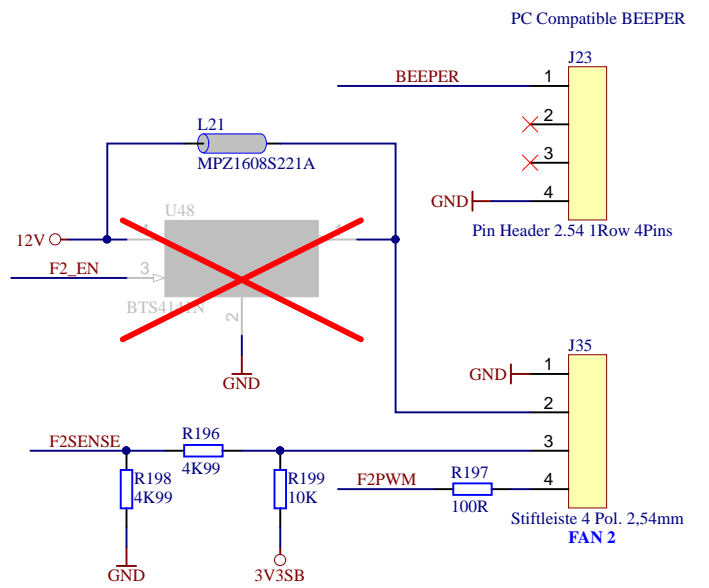 PC Compatible BEEPER
J23
BEEPER
1
2
3
4
GND
Pin Header 2.54 1Row 4Pins
L21
MPZ1608S221A
U48
12V
F2_EN
3
BTS4141N
2
GND
J35
GND
1
2
3
4
F2SENSE
R196
4K99
R198
4K99
R199
10K
F2PWM
R197
100R
Stiftleiste 4 Pol. 2,54mm
FAN 2
GND
3V3SB